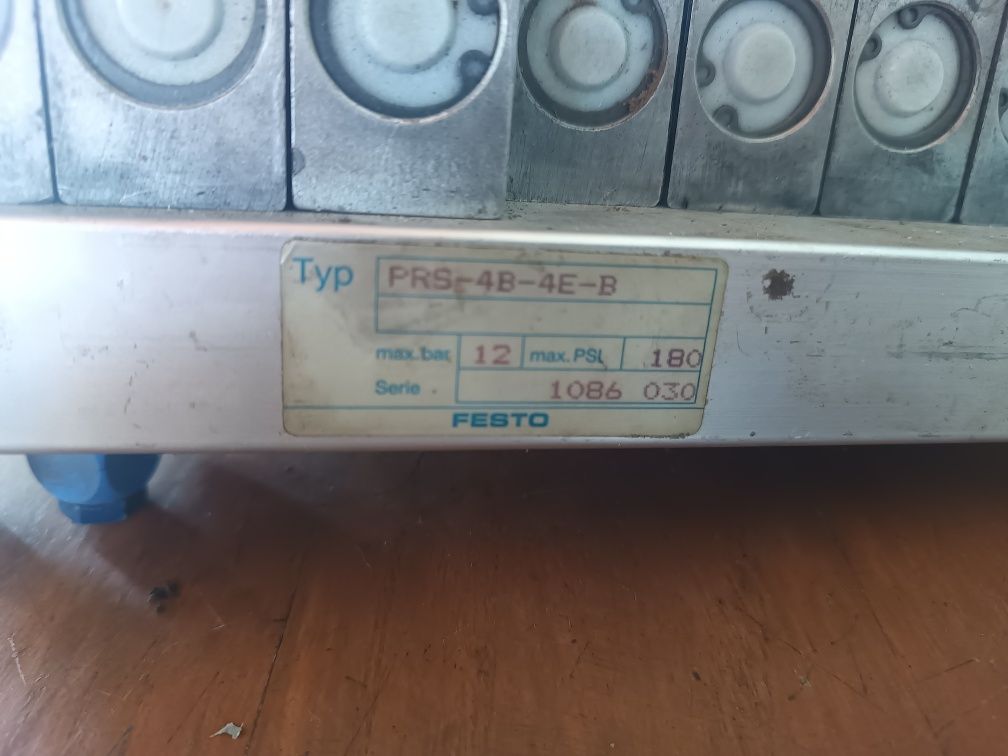 Typ PRS-4B-4E-B
max. bar 12 max. PSI 180
Serie 1086 030
FESTO